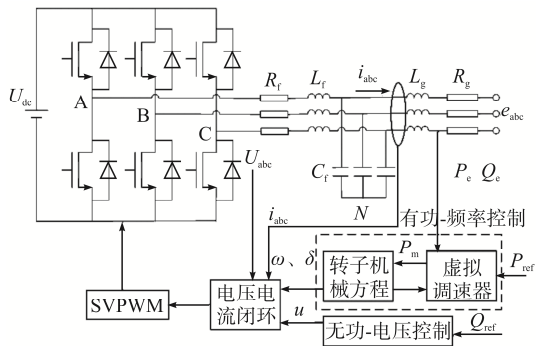 U_dc
A
B
C
R_f
L_f
i_abc
L_g
R_g
e_abc
U_abc
C_f
N
P_e Q_e
i_abc
有功-频率控制
ω、δ
P_m
转子机
械方程
虚拟
调速器
P_ref
SVPWM
电压电
流闭环
u
无功-电压控制
Q_ref